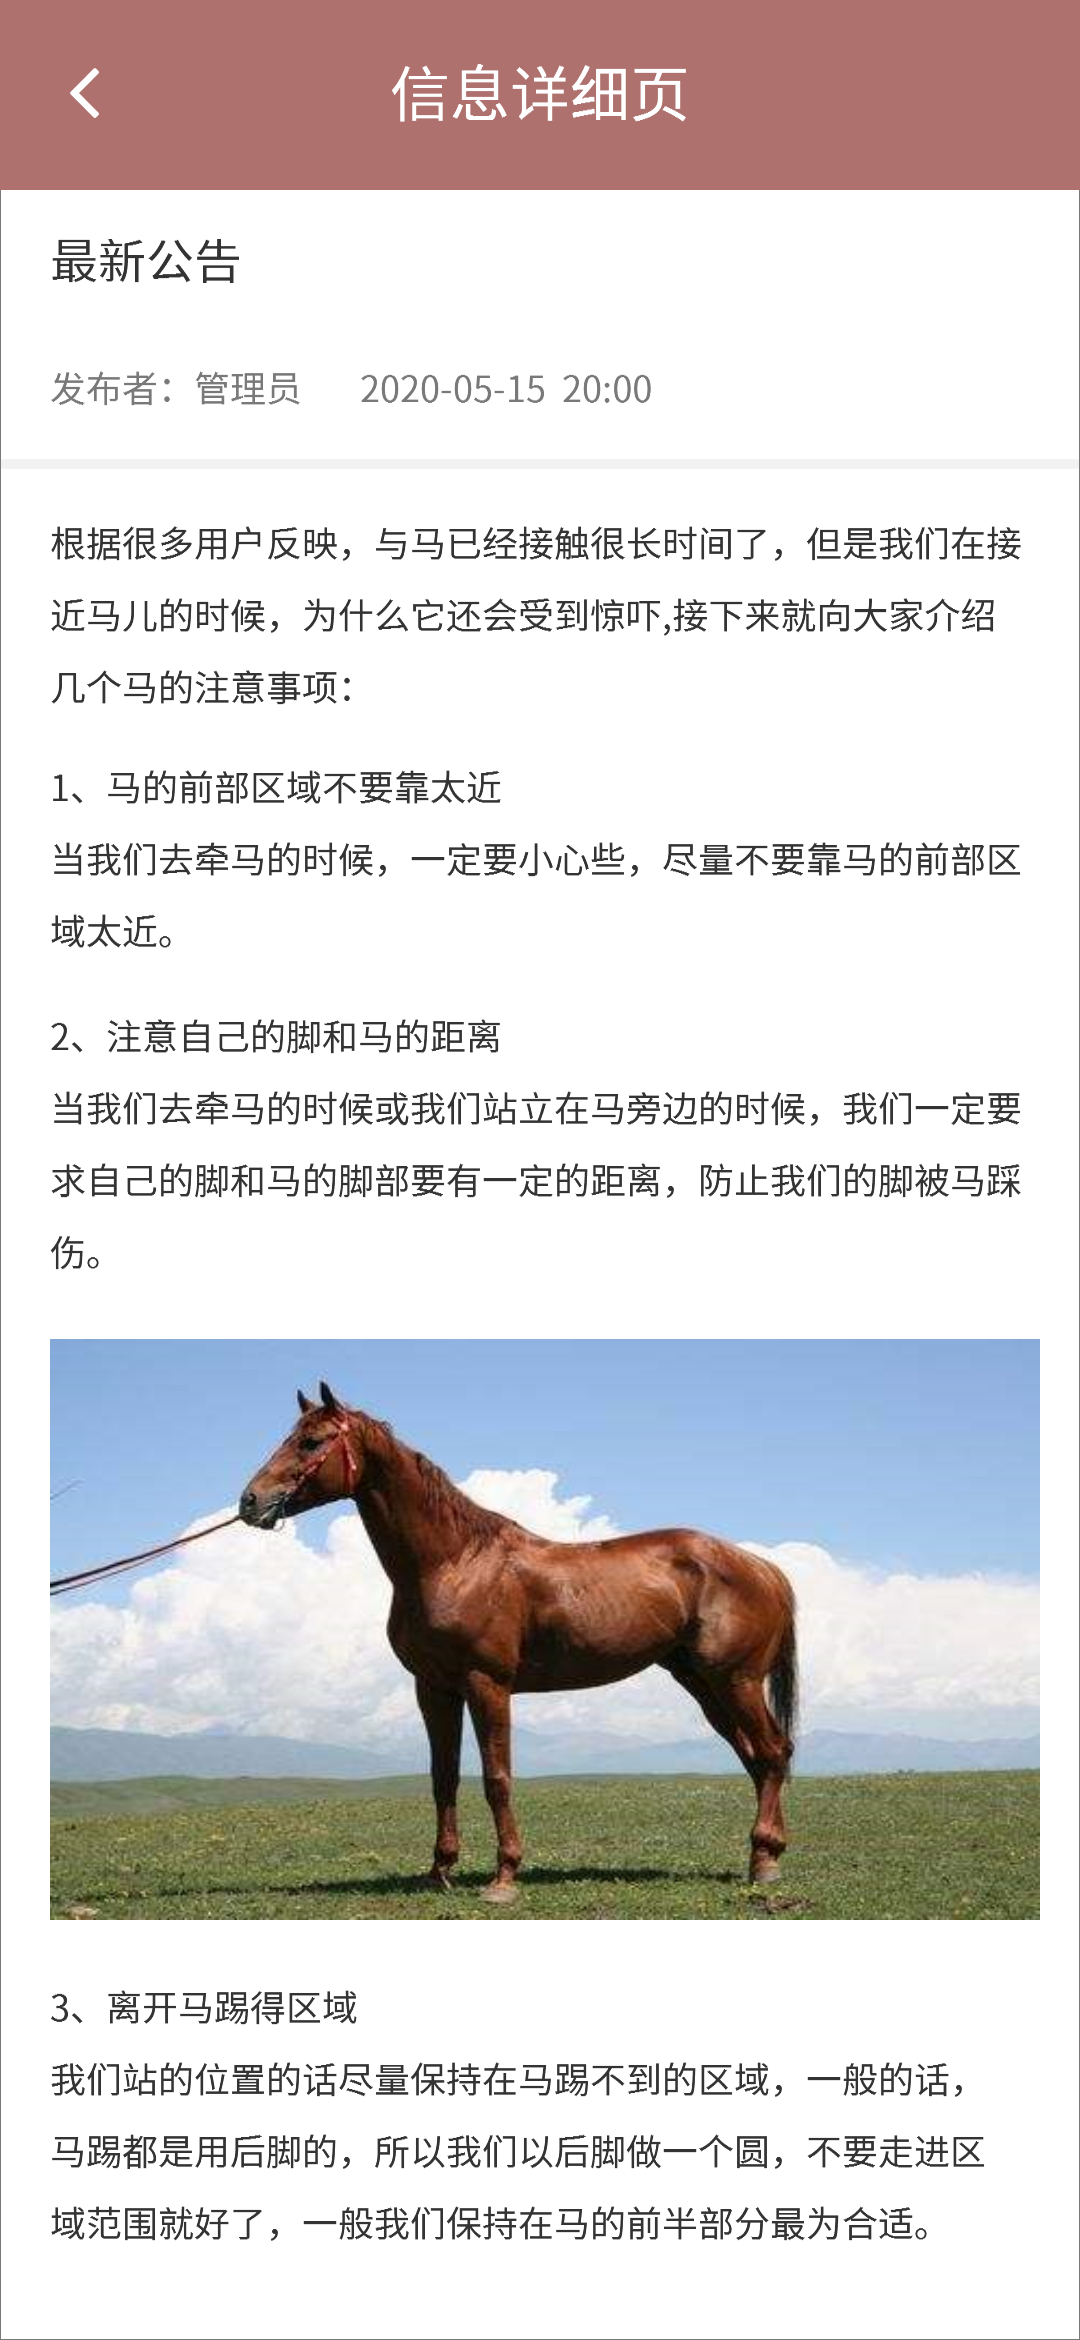 信息详细页
最新公告
发布者：管理员 2020-05-15 20:00
根据很多用户反映，与马已经接触很长时间了，但是我们在接
近马儿的时候，为什么它还会受到惊吓,接下来就向大家介绍
几个马的注意事项：
1、马的前部区域不要靠太近
当我们去牵马的时候，一定要小心些，尽量不要靠马的前部区
域太近。
2、注意自己的脚和马的距离
当我们去牵马的时候或我们站立在马旁边的时候，我们一定要
求自己的脚和马的脚部要有一定的距离，防止我们的脚被马踩
伤。
3、离开马踢得区域
我们站的位置的话尽量保持在马踢不到的区域，一般的话，
马踢都是用后脚的，所以我们以后脚做一个圆，不要走进区
域范围就好了，一般我们保持在马的前半部分最为合适。